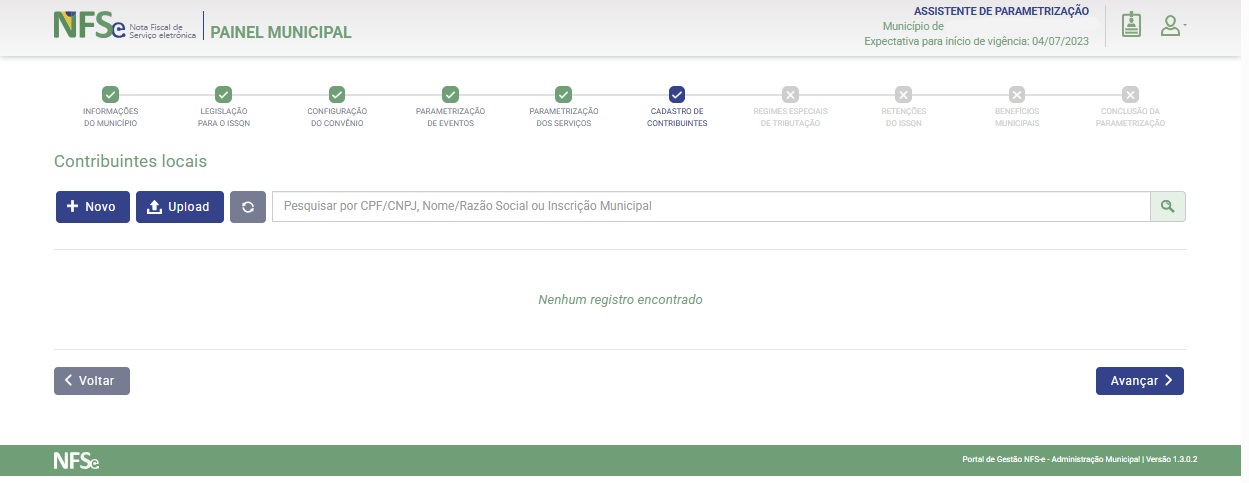 NFSe Nota Fiscal de
Serviço eletrônica
PAINEL MUNICIPAL
ASSISTENTE DE PARAMETRIZAÇÃO
Município de
Expectativa para início de vigência: 04/07/2023
INFORMAÇÕES
DO MUNICÍPIO
LEGISLAÇÃO
PARA O ISSQN
CONFIGURAÇÃO
DO CONVÊNIO
PARAMETRIZAÇÃO
DE EVENTOS
PARAMETRIZAÇÃO
DOS SERVIÇOS
CADASTRO DE
CONTRIBUINTES
REGIMES ESPECIAIS
DE TRIBUTAÇÃO
RETENÇÕES
DO ISSQN
BENEFÍCIOS
MUNICIPAIS
CONCLUSÃO DA
PARAMETRIZAÇÃO
Contribuintes locais
Novo
Upload
Pesquisar por CPF/CNPJ, Nome/Razão Social ou Inscrição Municipal
Nenhum registro encontrado
Voltar
Avançar
NFSe
Portal de Gestão NFS-e - Administração Municipal | Versão 1.3.0.2